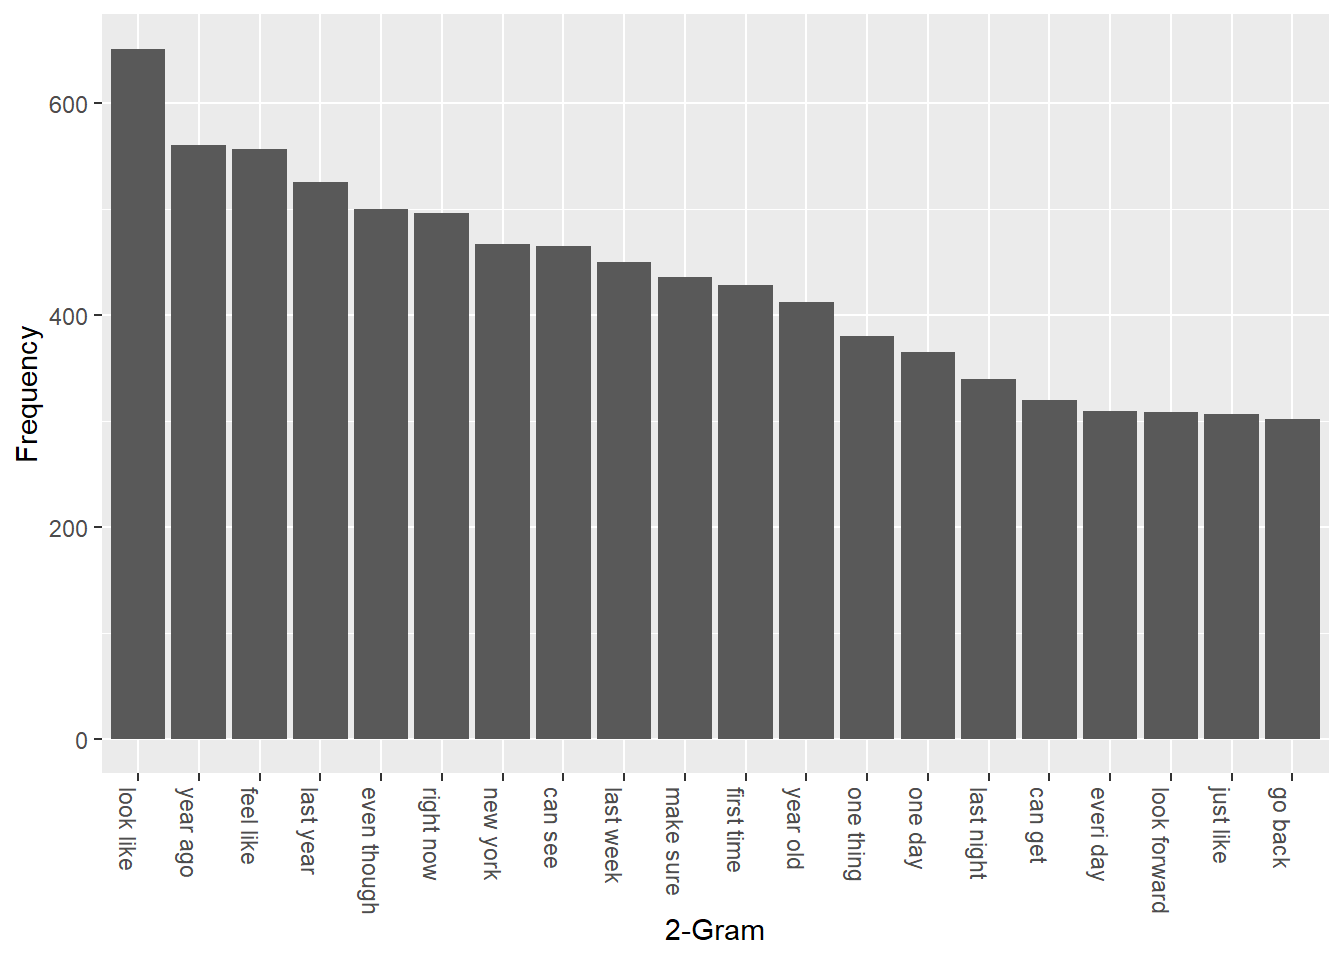 600
400
200
0
Frequency
look like
year ago
feel like
last year
even though
right now
new york
can see
last week
make sure
first time
year old
one thing
one day
last night
can get
everi day
look forward
just like
go back
2-Gram